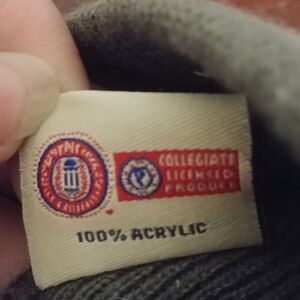 COLLEGIATE
LICENSED
PRODUCT
100% ACRYLIC